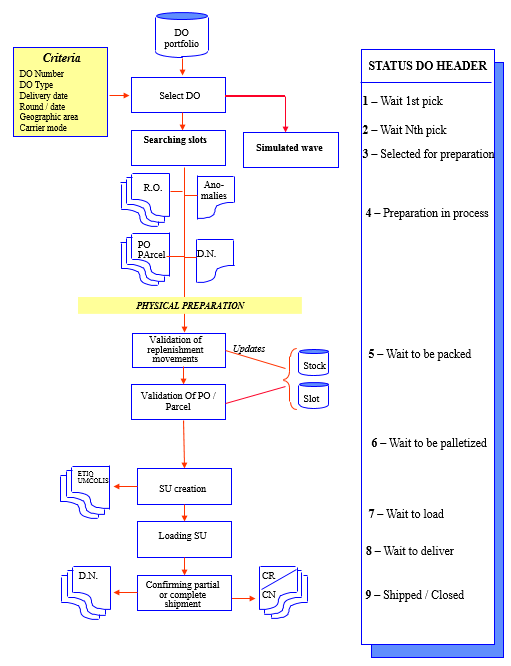 DO
portfolio
Criteria
DO Number
DO Type
Delivery date
Round / date
Geographic area
Carrier mode
Select DO
Searching slots
Simulated wave
R.O.
Ano-
malies
PO
PArcel
D.N.
PHYSICAL PREPARATION
Validation of
replenishment
movements
Updates
Stock
Slot
Validation Of PO /
Parcel
ETIQ
UMCOLIS
SU creation
Loading SU
D.N.
Confirming partial
or complete
shipment
CR
CN
STATUS DO HEADER
1 – Wait 1st pick
2 – Wait Nth pick
3 – Selected for preparation
4 – Preparation in process
5 – Wait to be packed
6 – Wait to be palletized
7 – Wait to load
8 – Wait to deliver
9 – Shipped / Closed